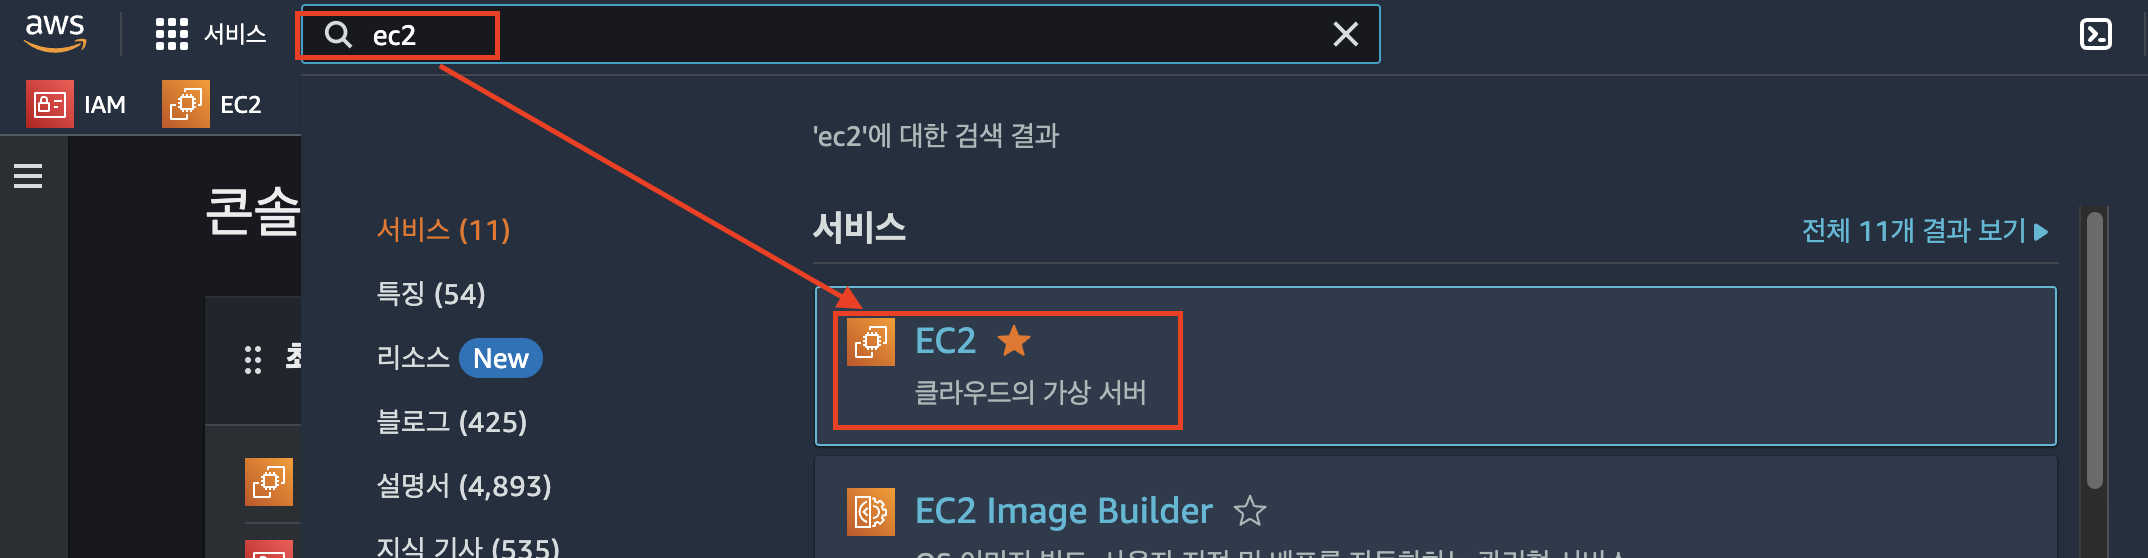 aws
서비스
ec2
IAM
EC2
'ec2'에 대한 검색 결과
콘솔
서비스 (11)
특징 (54)
리소스 New
블로그 (425)
설명서 (4,893)
지식 기사 (535)
서비스
전체 11개 결과 보기
EC2
클라우드의 가상 서버
EC2 Image Builder